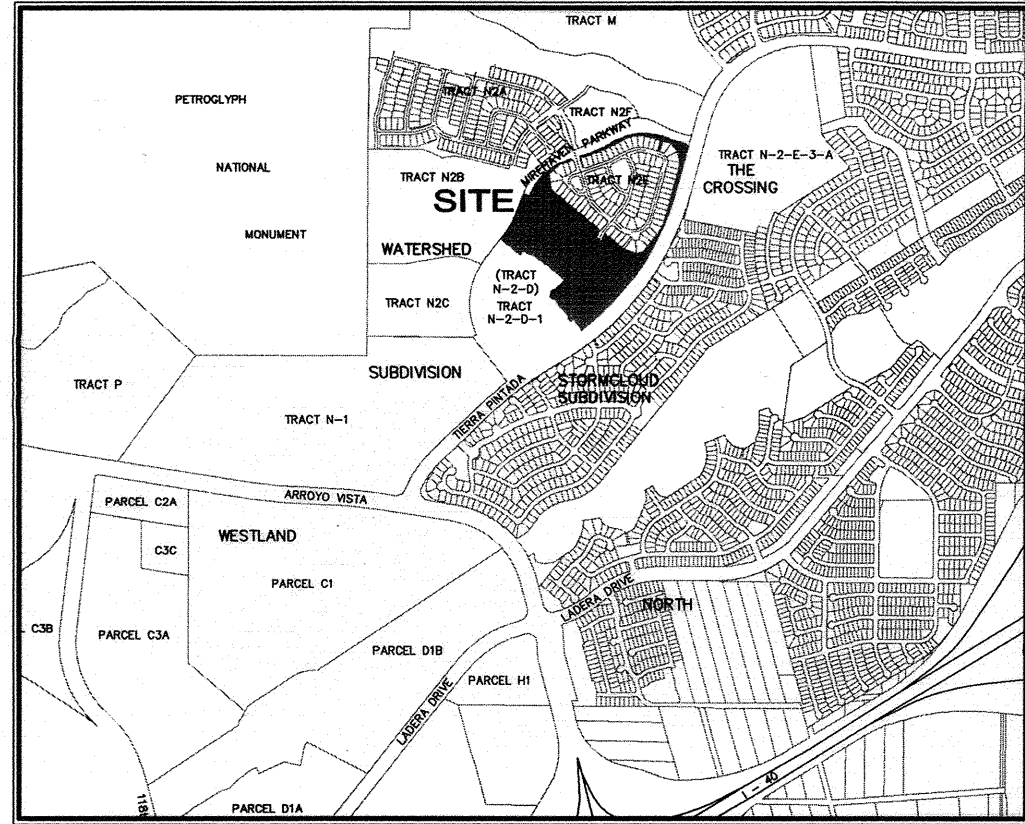 TRACT M
PETROGLYPH
TRACT N2A
TRACT N2F
NATIONAL
MIREHAVEN PARKWAY
TRACT N-2-E-3-A
THE
CROSSING
TRACT N2B
TRACT N2E
SITE
MONUMENT
WATERSHED
(TRACT
N-2-D)
TRACT
N-2-D-1
TRACT N2C
SUBDIVISION
TRACT P
STORMCLOUD
SUBDIVISION
TIERRA PINTADA
TRACT N-1
ARROYO VISTA
PARCEL C2A
WESTLAND
C3C
PARCEL C1
LADERA DRIVE
NORTH
C3B
PARCEL C3A
PARCEL D1B
PARCEL H1
LADERA DRIVE
I-40
118
PARCEL D1A